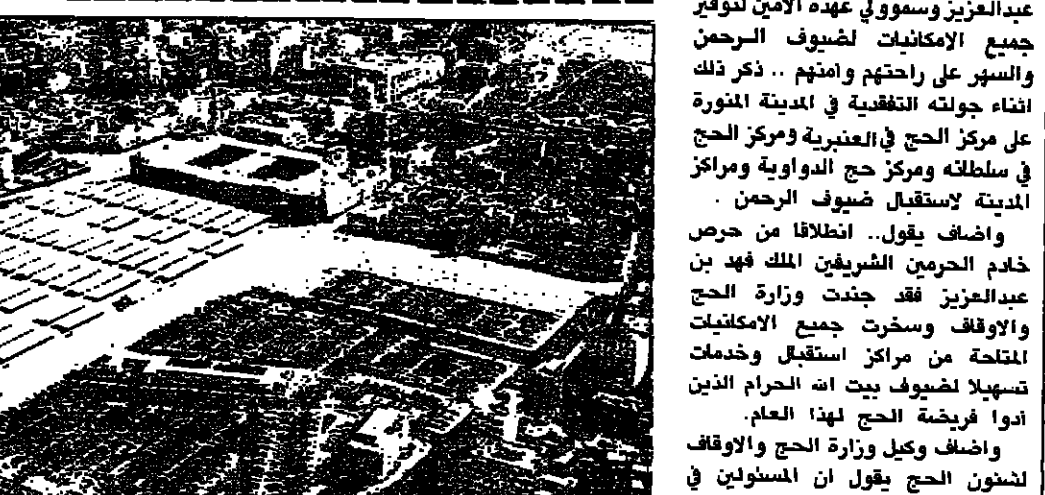 عبدالعزيز وسمو ولي عهده الأمين لتوفير
جميع الامكانيات لضيوف الرحمن
والسهر على راحتهم وامنهم .. ذكر ذلك
اثناء جولته التفقدية في المدينة المنورة
على مركز الحج في العنبرية ومركز الحج
في سلطانه ومركز حج الدواوية ومراكز
المدينة لاستقبال ضيوف الرحمن .
واضاف يقول.. انطلاقا من حرص
خادم الحرمين الشريفين الملك فهد بن
عبدالعزيز فقد جندت وزارة الحج
والاوقاف وسخرت جميع الامكانيات
المتاحة من مراكز استقبال وخدمات
تسهيلا لضيوف بيت الله الحرام الذين
أدوا فريضة الحج لهذا العام.
واضاف وكيل وزارة الحج والاوقاف
لشئون الحج يقول ان المسئولين في